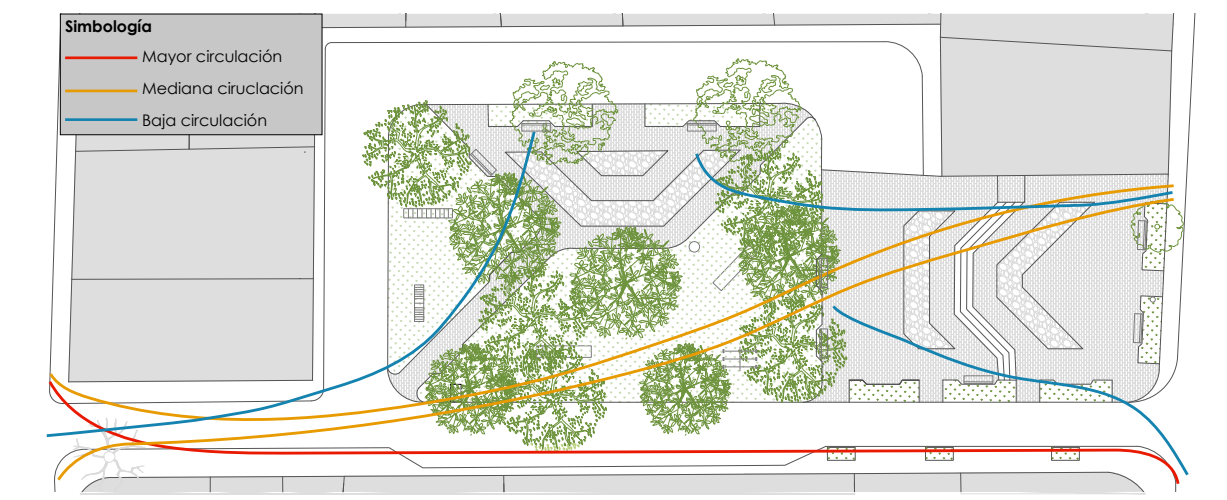 Simbología
Mayor circulación
Mediana ciruclación
Baja circulación